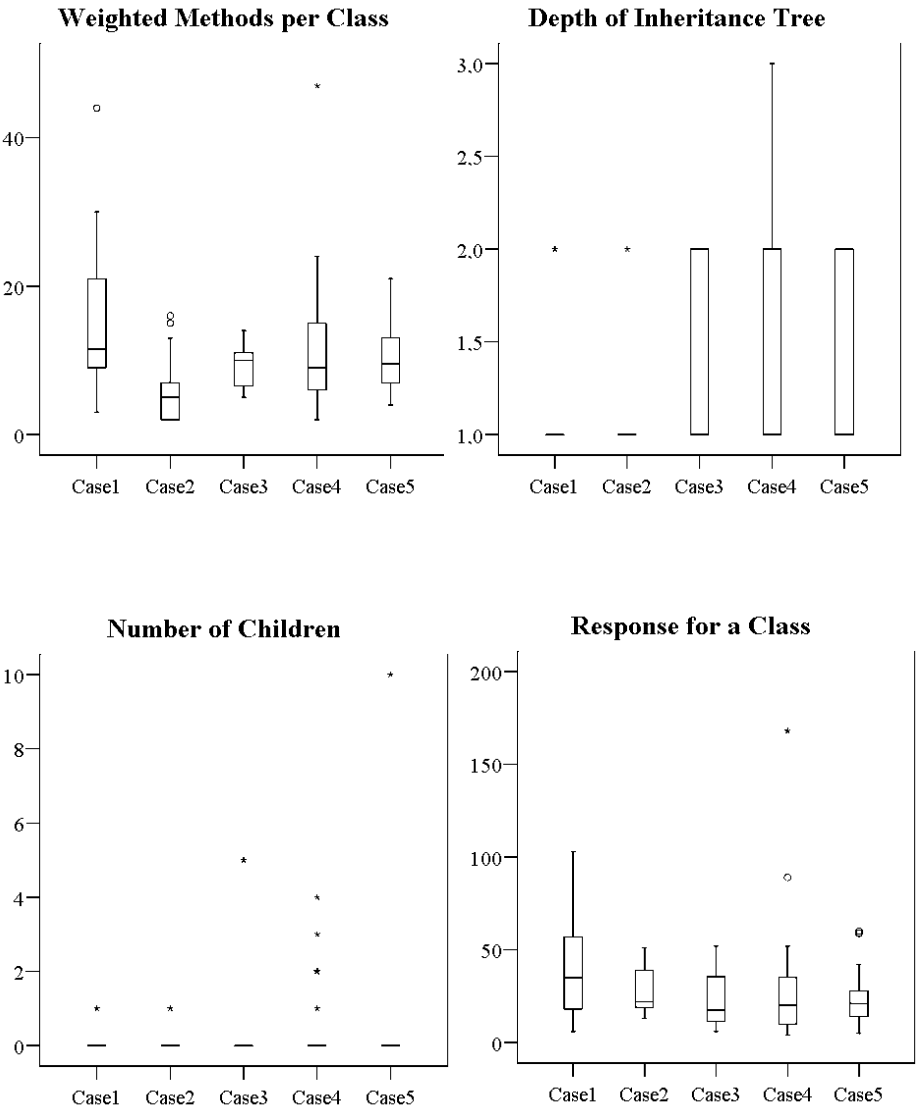 Weighted Methods per Class
40
20
0
Case1 Case2 Case3 Case4 Case5
Depth of Inheritance Tree
3,0
2,5
2,0
1,5
1,0
Case1 Case2 Case3 Case4 Case5
Number of Children
10
8
6
4
2
0
Case1 Case2 Case3 Case4 Case5
Response for a Class
200
150
100
50
0
Case1 Case2 Case3 Case4 Case5